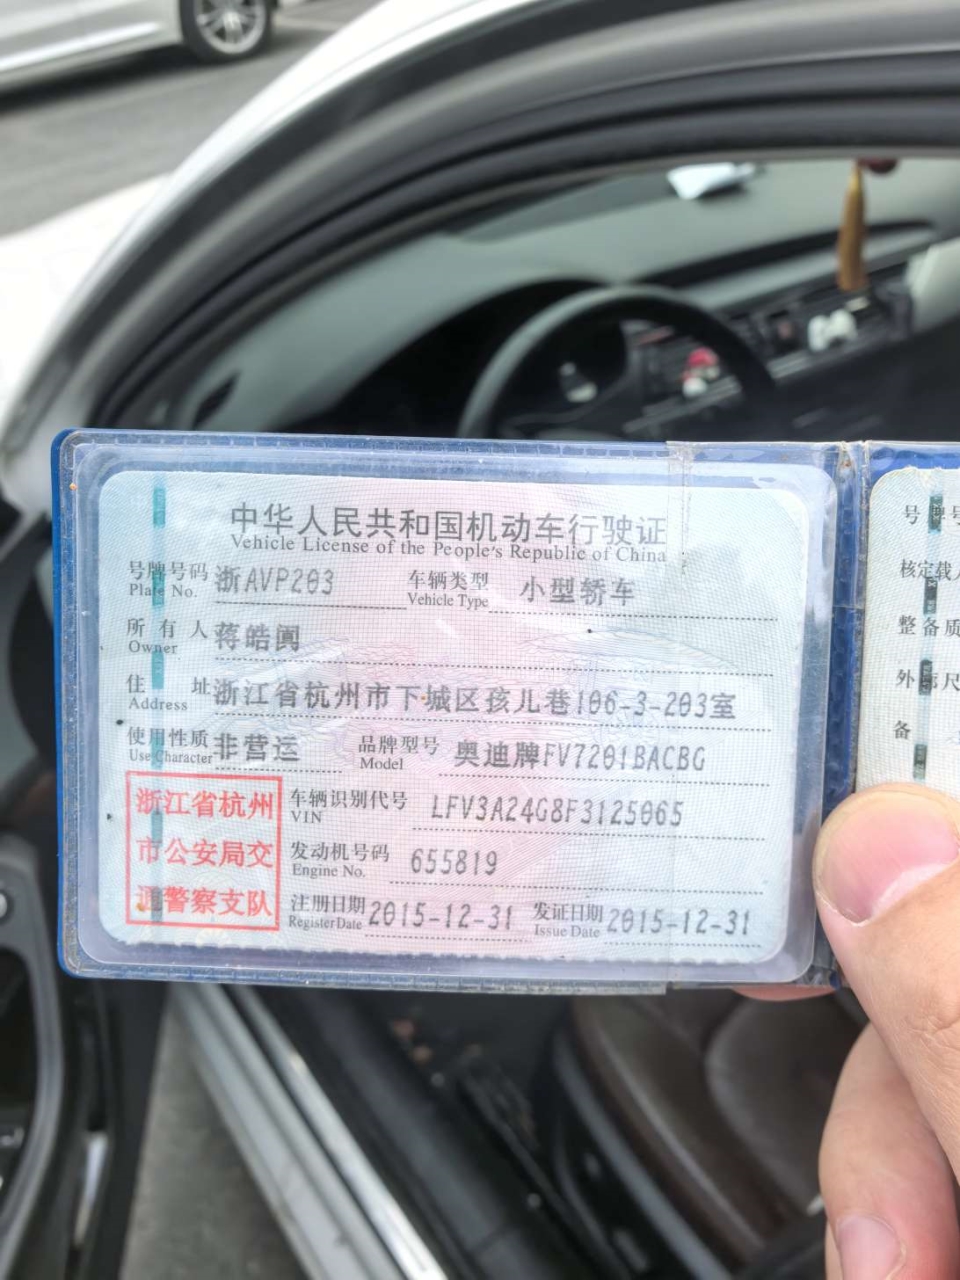 中华人民共和国机动车行驶证
Vehicle License of the People's Republic of China
号牌号码 浙AVP203 车辆类型 小型轿车
Plate No. Vehicle Type
所有人 蒋皓闽
Owner
住址 浙江省杭州市下城区孩儿巷106-3-203室
Address
使用性质 非营运 品牌型号 奥迪牌FV7201BACBG
Use Character Model
浙江省杭州
市公安局交
通警察支队
车辆识别代号 LFV3A24G8F3125065
VIN
发动机号码 655819
Engine No.
注册日期 2015-12-31 发证日期 2015-12-31
Register Date Issue Date
号牌号
核定载人
整备质
外廓尺
备